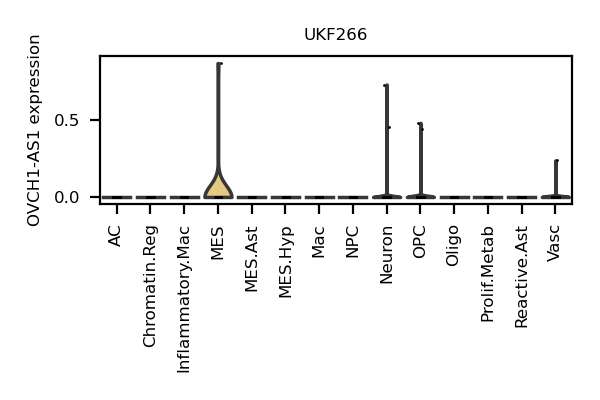 UKF266
OVCH1-AS1 expression
0.5
0.0
AC
Chromatin.Reg
Inflammatory.Mac
MES
MES.Ast
MES.Hyp
Mac
NPC
Neuron
OPC
Oligo
Prolif.Metab
Reactive.Ast
Vasc